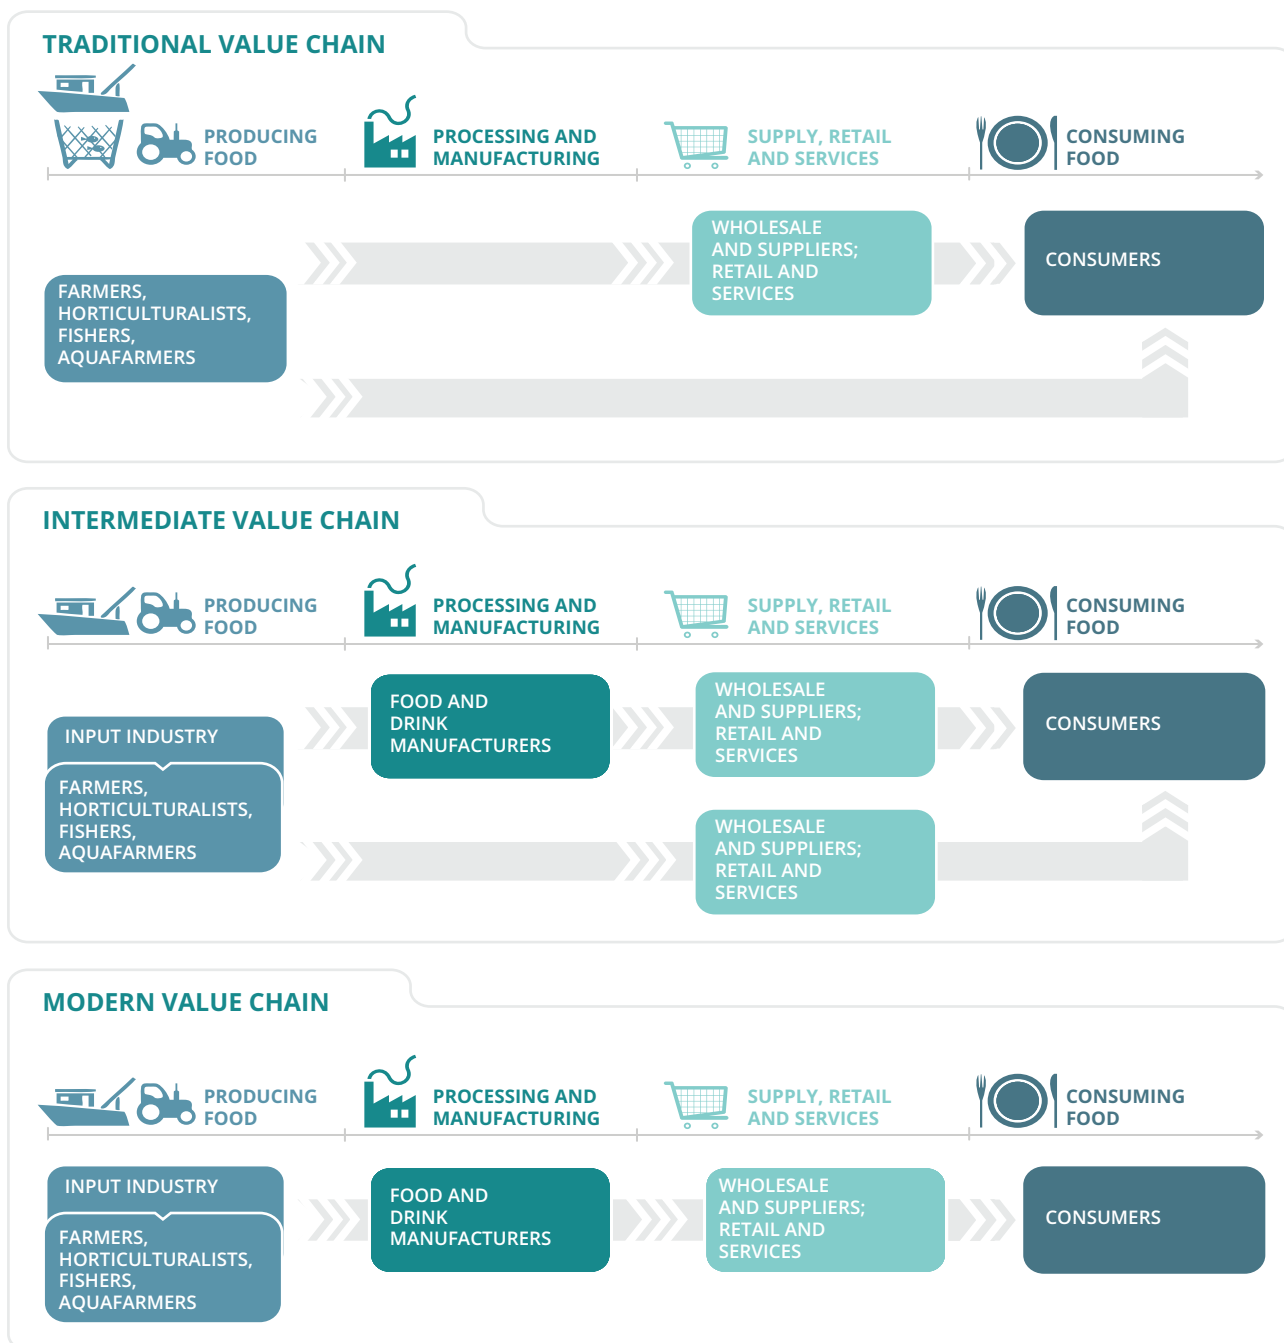 TRADITIONAL VALUE CHAIN
PRODUCING
FOOD
PROCESSING AND
MANUFACTURING
SUPPLY, RETAIL
AND SERVICES
CONSUMING
FOOD
FARMERS,
HORTICULTURALISTS,
FISHERS,
AQUAFARMERS
WHOLESALE
AND SUPPLIERS;
RETAIL AND
SERVICES
CONSUMERS
INTERMEDIATE VALUE CHAIN
PRODUCING
FOOD
PROCESSING AND
MANUFACTURING
SUPPLY, RETAIL
AND SERVICES
CONSUMING
FOOD
INPUT INDUSTRY
FARMERS,
HORTICULTURALISTS,
FISHERS,
AQUAFARMERS
FOOD AND
DRINK
MANUFACTURERS
WHOLESALE
AND SUPPLIERS;
RETAIL AND
SERVICES
CONSUMERS
WHOLESALE
AND SUPPLIERS;
RETAIL AND
SERVICES
MODERN VALUE CHAIN
PRODUCING
FOOD
PROCESSING AND
MANUFACTURING
SUPPLY, RETAIL
AND SERVICES
CONSUMING
FOOD
INPUT INDUSTRY
FARMERS,
HORTICULTURALISTS,
FISHERS,
AQUAFARMERS
FOOD AND
DRINK
MANUFACTURERS
WHOLESALE
AND SUPPLIERS;
RETAIL AND
SERVICES
CONSUMERS